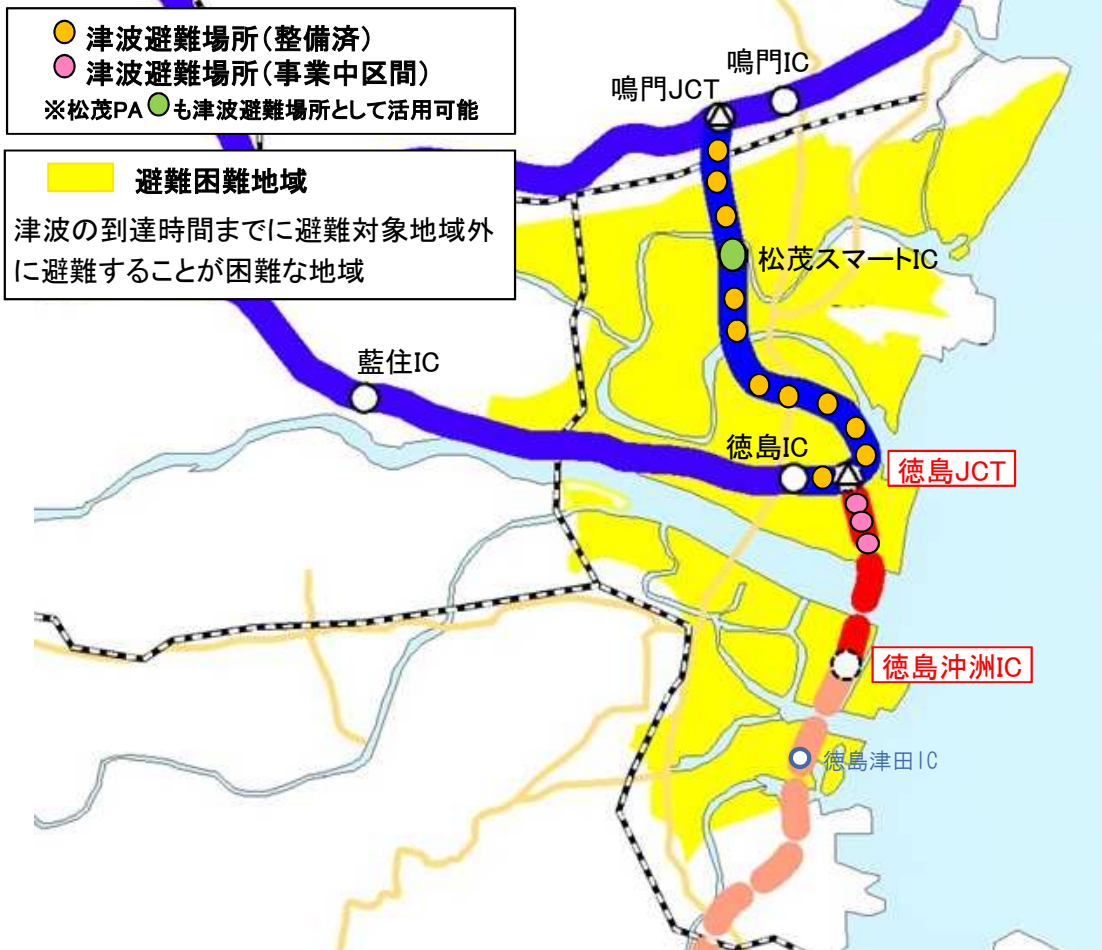 津波避難場所(整備済)
津波避難場所(事業中区間)
※松茂PA も津波避難場所として活用可能
避難困難地域
津波の到達時間までに避難対象地域外
に避難することが困難な地域
鳴門IC
鳴門JCT
松茂スマートIC
藍住IC
徳島IC
徳島JCT
徳島沖洲IC
徳島津田IC